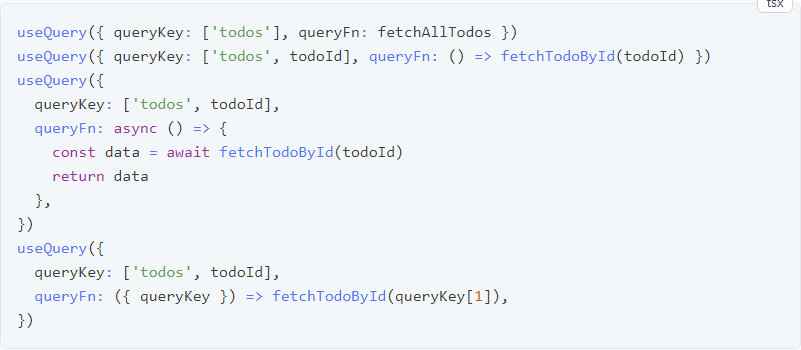 tsx
useQuery({ queryKey: ['todos'], queryFn: fetchAllTodos })
useQuery({ queryKey: ['todos', todoId], queryFn: () => fetchTodoById(todoId) })
useQuery({
  queryKey: ['todos', todoId],
  queryFn: async () => {
    const data = await fetchTodoById(todoId)
    return data
  },
})
useQuery({
  queryKey: ['todos', todoId],
  queryFn: ({ queryKey }) => fetchTodoById(queryKey[1]),
})